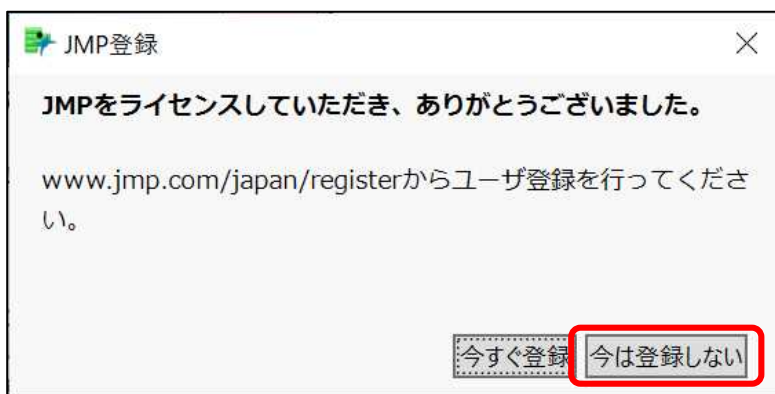 JMP登録
JMPをライセンスしていただき、ありがとうございました。
www.jmp.com/japan/registerからユーザ登録を行ってくださ
い。
今すぐ登録 今は登録しない